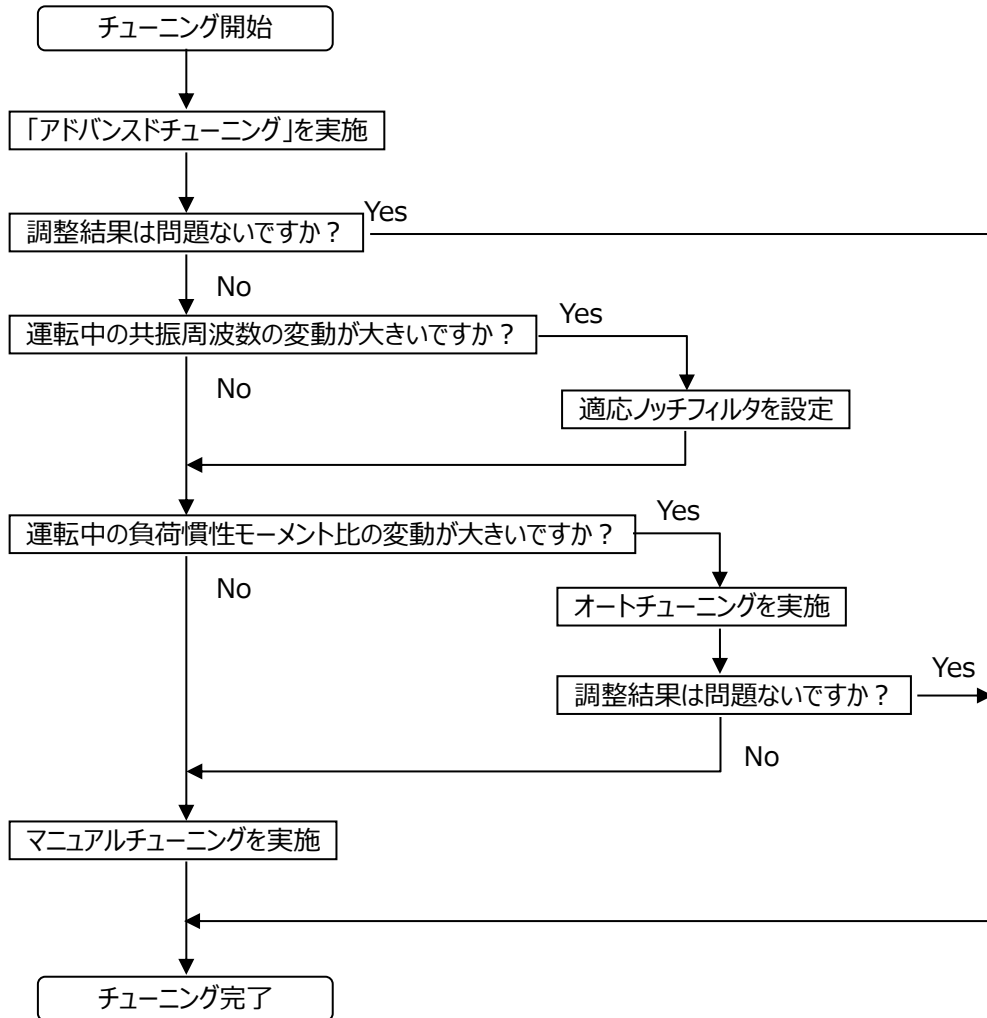 チューニング開始
「アドバンスドチューニング」を実施
調整結果は問題ないですか？
Yes
No
運転中の共振周波数の変動が大きいですか？
Yes
No
適応ノッチフィルタを設定
運転中の負荷慣性モーメント比の変動が大きいですか？
Yes
No
オートチューニングを実施
調整結果は問題ないですか？
Yes
No
マニュアルチューニングを実施
チューニング完了